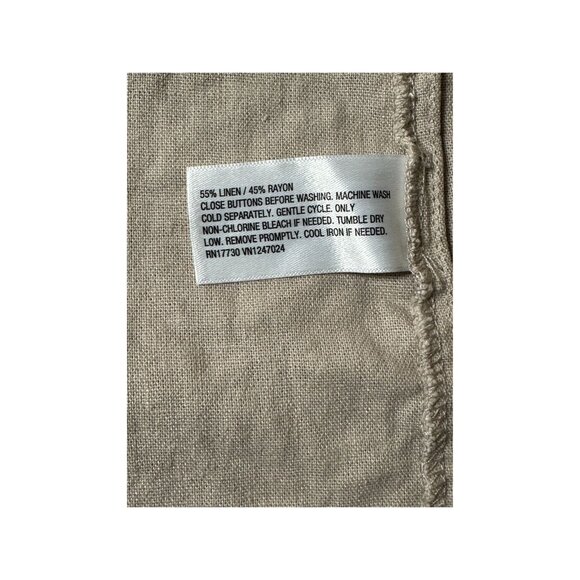 55% LINEN / 45% RAYON
CLOSE BUTTONS BEFORE WASHING. MACHINE WASH
COLD SEPARATELY. GENTLE CYCLE. ONLY
NON-CHLORINE BLEACH IF NEEDED. TUMBLE DRY
LOW. REMOVE PROMPTLY. COOL IRON IF NEEDED.
RN17730 VN1247024